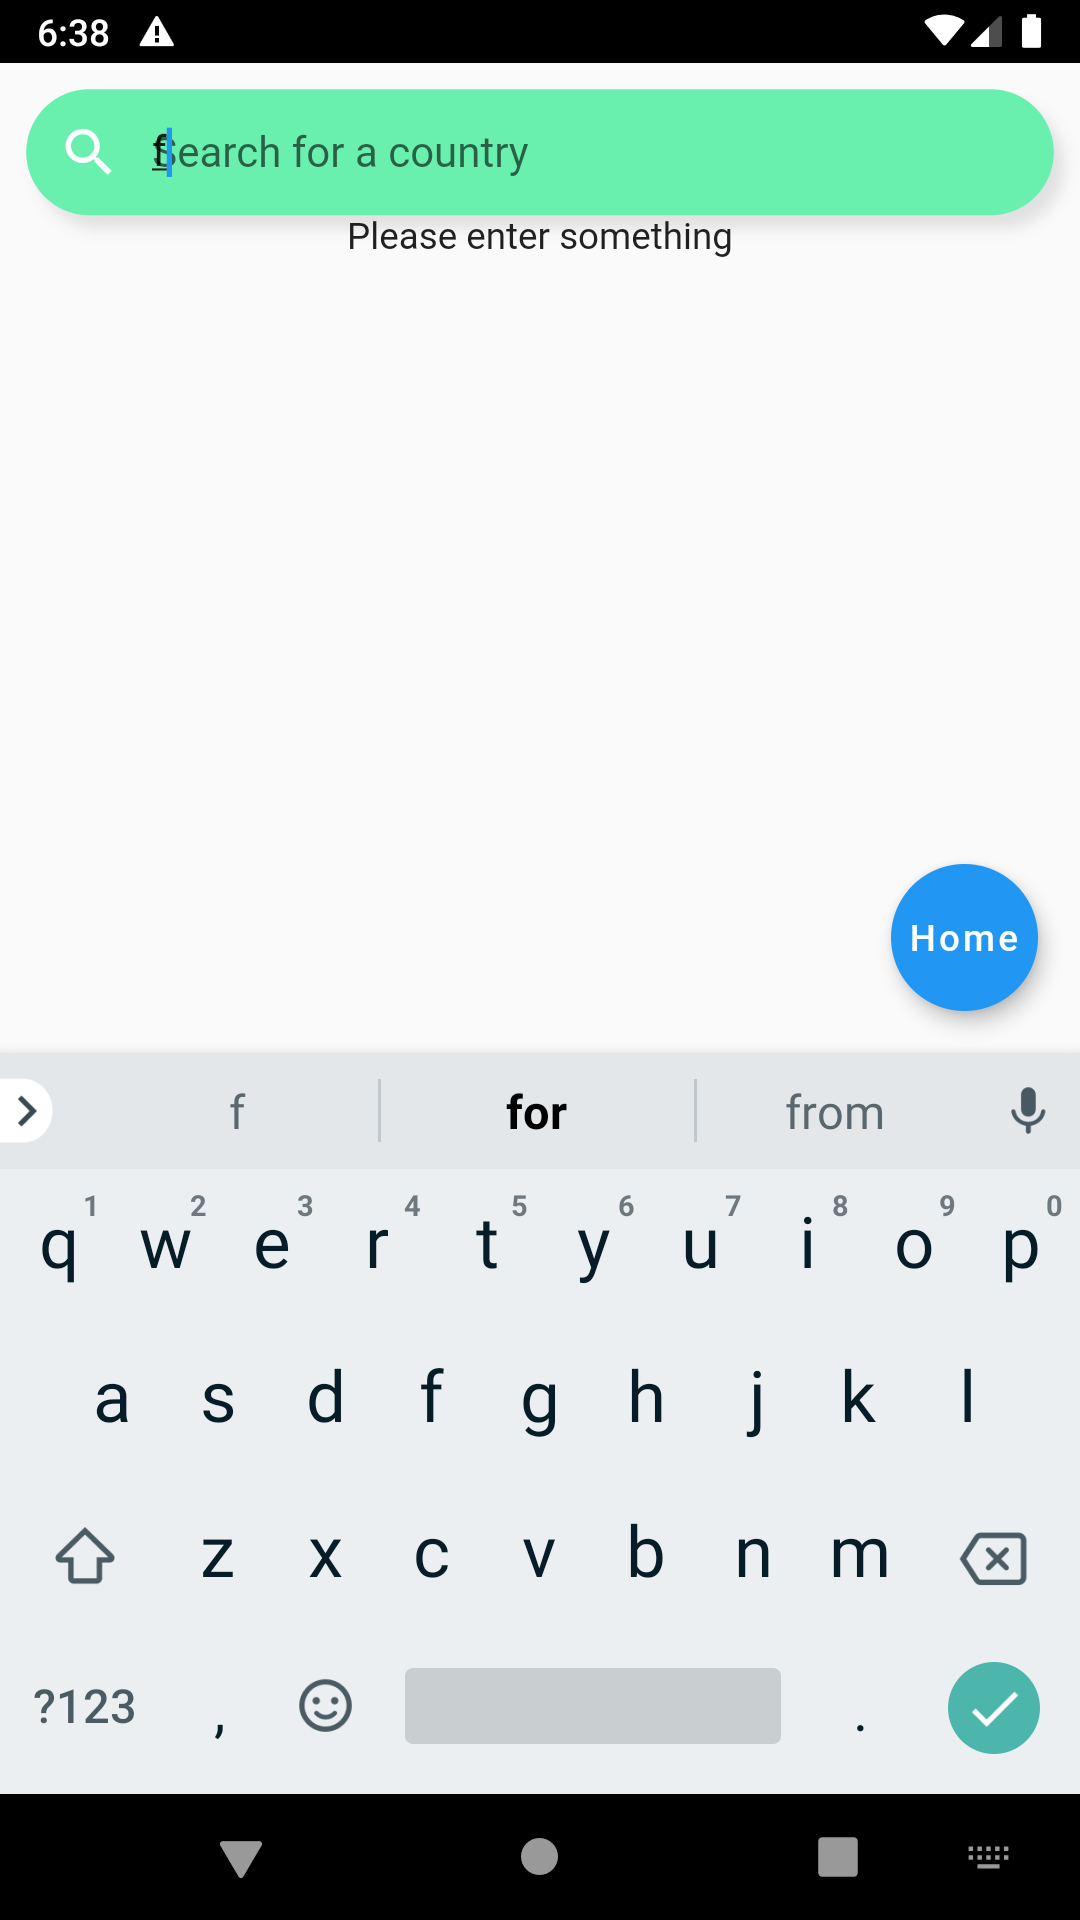 6:38
f
Search for a country
Please enter something
Home
f for from
1 2 3 4 5 6 7 8 9 0
q w e r t y u i o p
a s d f g h j k l
z x c v b n m
?123 , .